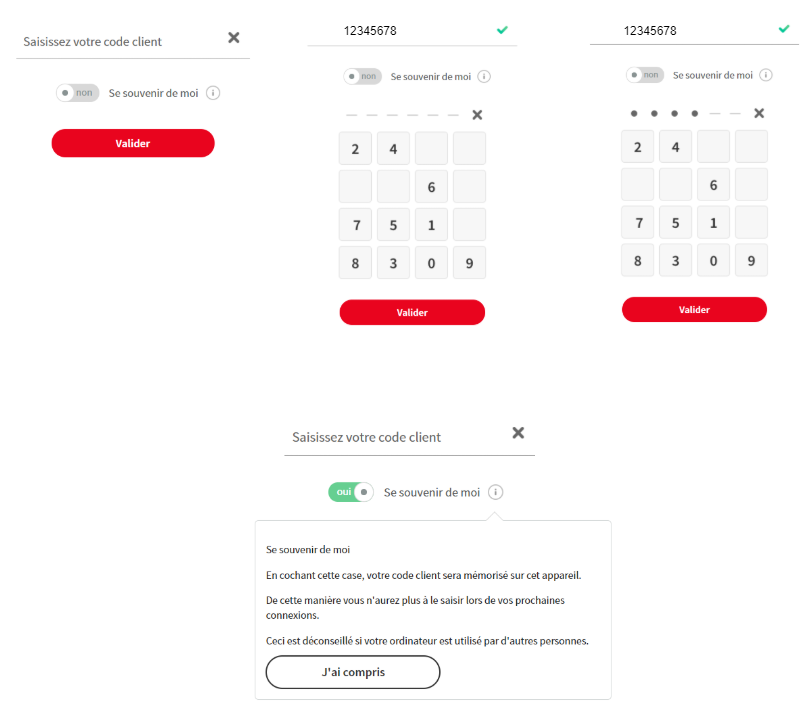 Saisissez votre code client
non Se souvenir de moi
Valider
12345678
non Se souvenir de moi
2 4
6
7 5 1
8 3 0 9
Valider
12345678
non Se souvenir de moi
2 4
6
7 5 1
8 3 0 9
Valider
Saisissez votre code client
oui Se souvenir de moi
Se souvenir de moi
En cochant cette case, votre code client sera mémorisé sur cet appareil.
De cette manière vous n'aurez plus à le saisir lors de vos prochaines
connexions.
Ceci est déconseillé si votre ordinateur est utilisé par d'autres personnes.
J'ai compris